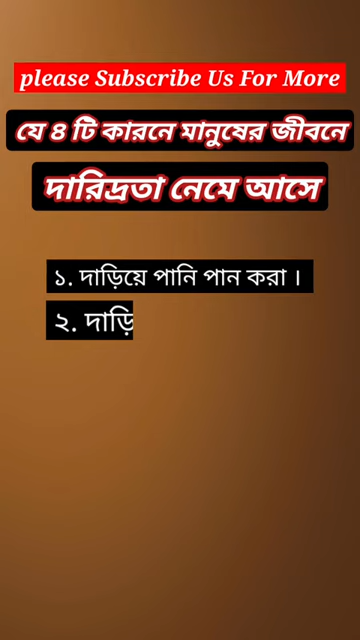 please Subscribe Us For More
যে ৪ টি কারনে মানুষের জীবনে
দারিদ্রতা নেমে আসে
১. দাড়িয়ে পানি পান করা ।
২. দাড়ি